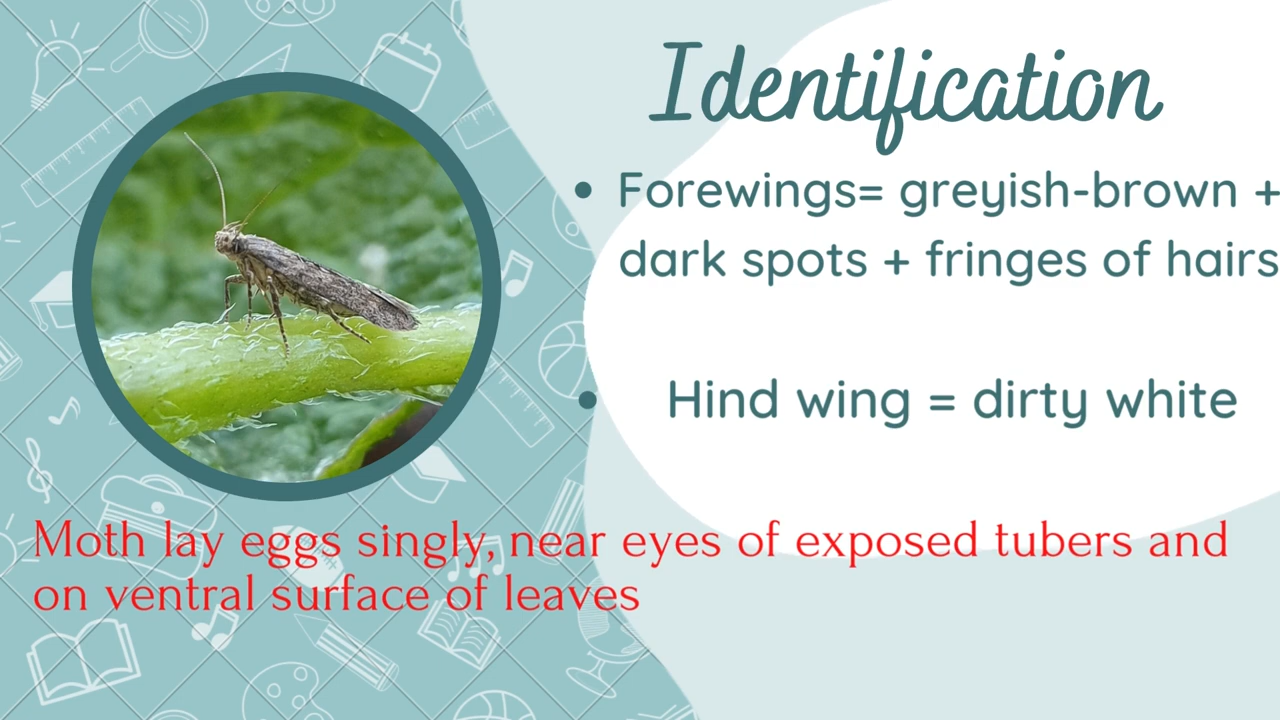 Identification
• Forewings= greyish-brown +
dark spots + fringes of hairs
• Hind wing = dirty white
Moth lay eggs singly, near eyes of exposed tubers and
on ventral surface of leaves